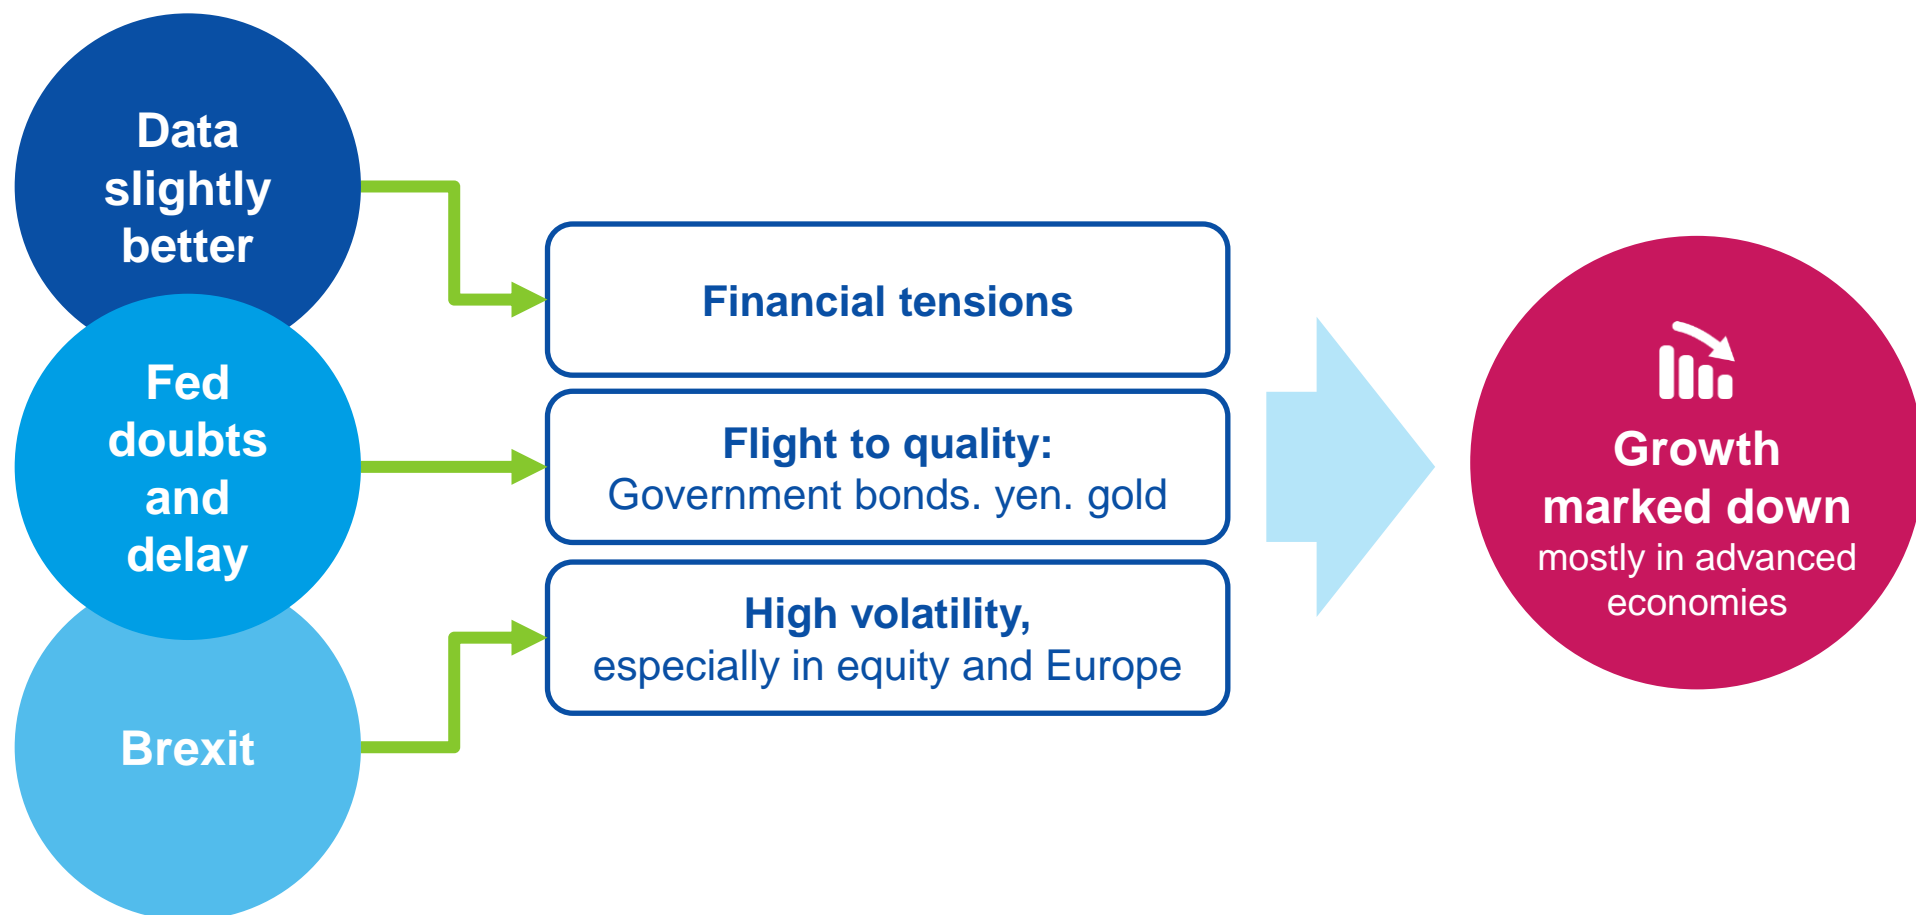 Data
slightly
better
Fed
doubts
and
delay
Brexit
Financial tensions
Flight to quality:
Government bonds. yen. gold
High volatility,
especially in equity and Europe
Growth
marked down
mostly in advanced
economies